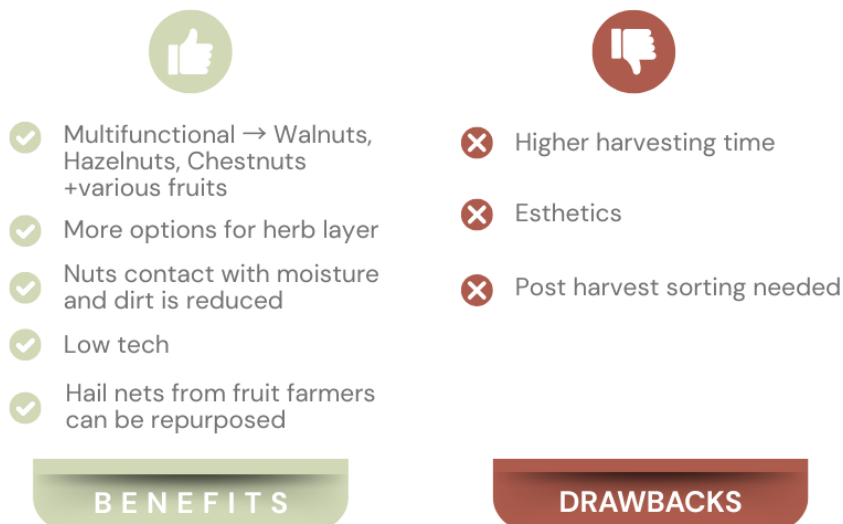 Multifunctional → Walnuts,
Hazelnuts, Chestnuts
+various fruits
More options for herb layer
Nuts contact with moisture
and dirt is reduced
Low tech
Hail nets from fruit farmers
can be repurposed
BENEFITS
Higher harvesting time
Esthetics
Post harvest sorting needed
DRAWBACKS